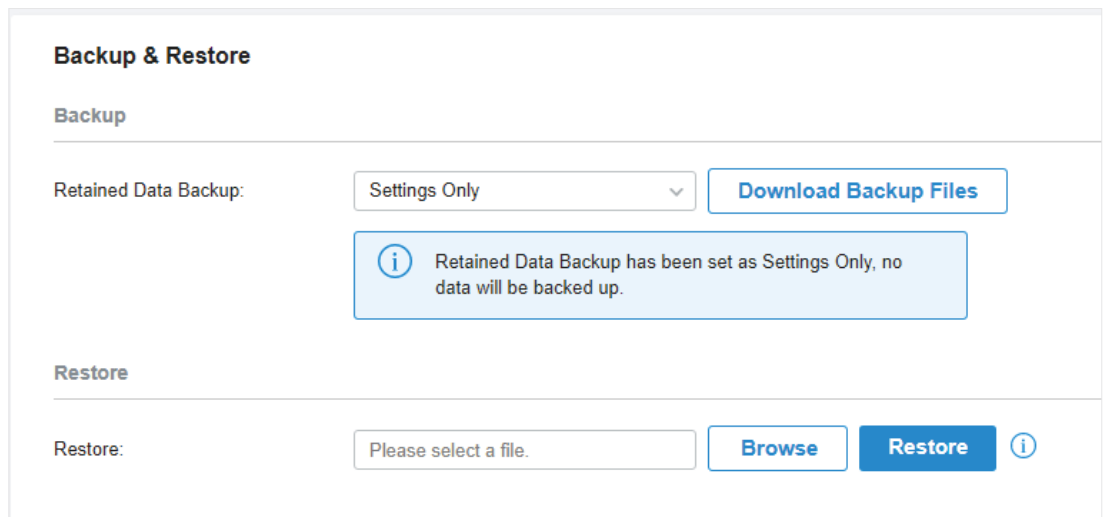 Backup & Restore
Backup
Retained Data Backup:
Settings Only
Download Backup Files
Retained Data Backup has been set as Settings Only, no
data will be backed up.
Restore
Restore:
Please select a file.
Browse
Restore